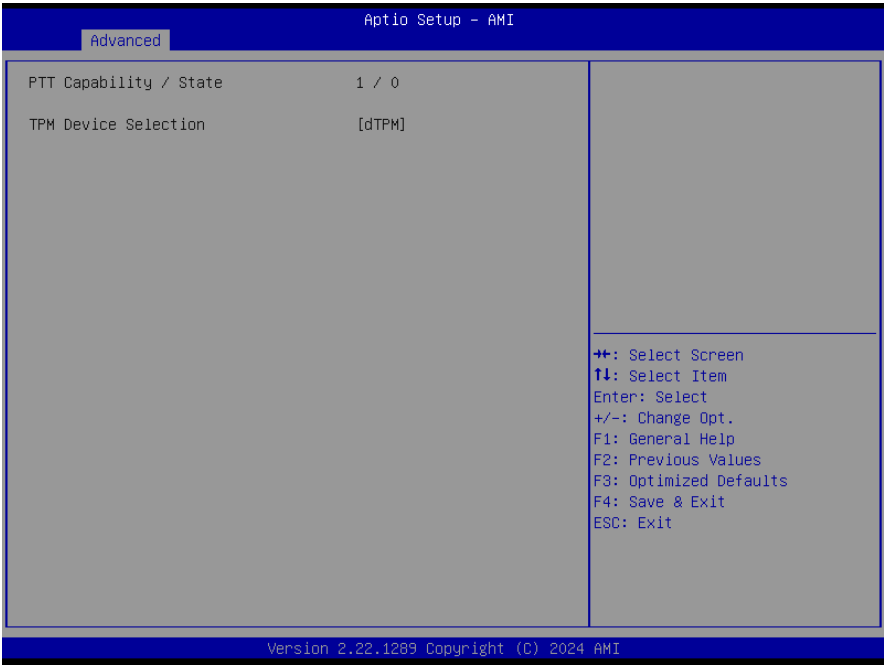 Aptio Setup – AMI
Advanced
PTT Capability / State 1 / 0
TPM Device Selection [dTPM]
→←: Select Screen
↑↓: Select Item
Enter: Select
+/-: Change Opt.
F1: General Help
F2: Previous Values
F3: Optimized Defaults
F4: Save & Exit
ESC: Exit
Version 2.22.1289 Copyright (C) 2024 AMI